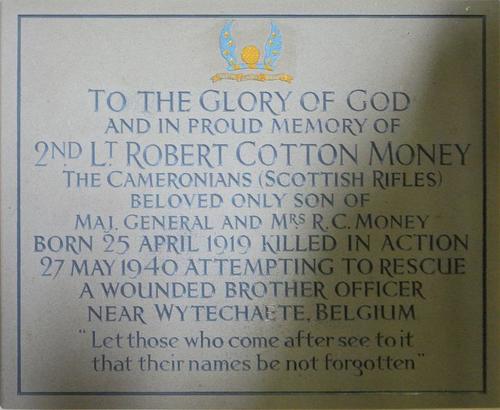 TO THE GLORY OF GOD
AND IN PROUD MEMORY OF
2ND LT ROBERT COTTON MONEY
THE CAMERONIANS (SCOTTISH RIFLES)
BELOVED ONLY SON OF
MAJ. GENERAL AND MRS R.C. MONEY
BORN 25 APRIL 1919 KILLED IN ACTION
27 MAY 1940 ATTEMPTING TO RESCUE
A WOUNDED BROTHER OFFICER
NEAR WYTECHAETE, BELGIUM
"Let those who come after see to it
that their names be not forgotten"